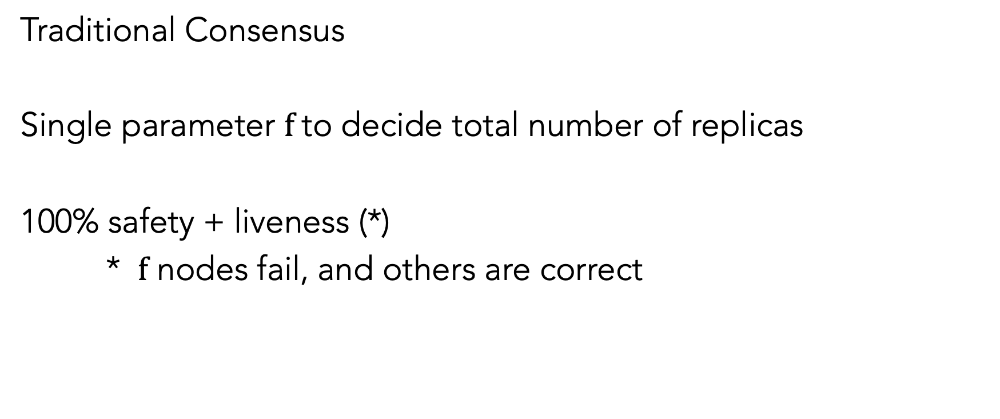 Traditional Consensus
Single parameter f to decide total number of replicas
100% safety + liveness (*)
* f nodes fail, and others are correct